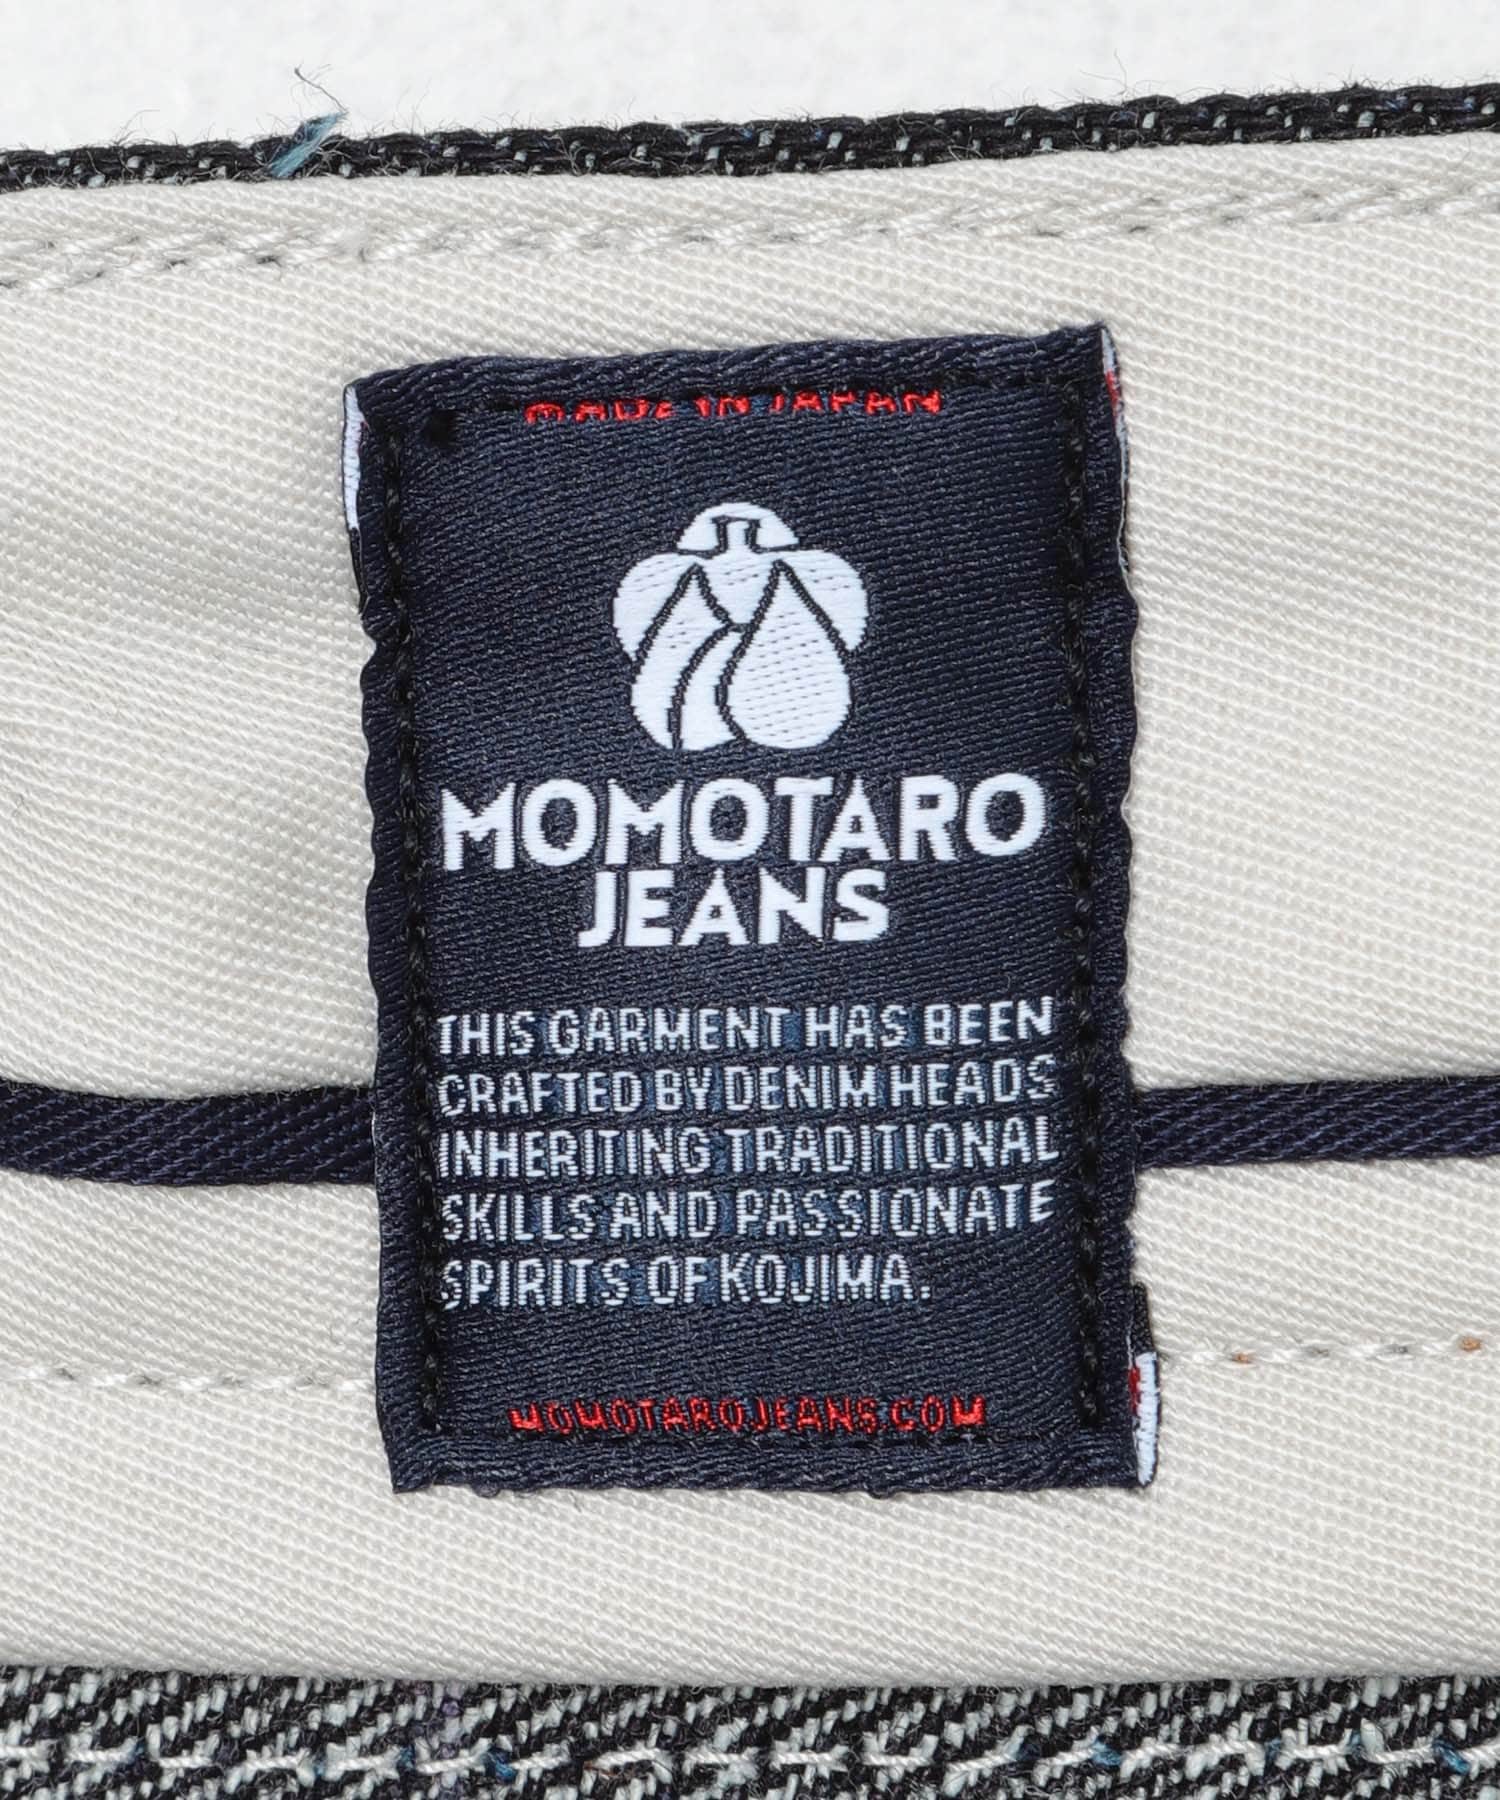 MADE IN JAPAN
MOMOTARO
JEANS
THIS GARMENT HAS BEEN
CRAFTED BY DENIM HEADS
INHERITING TRADITIONAL
SKILLS AND PASSIONATE
SPIRITS OF KOJIMA.
MOMOTAROJEANS.COM